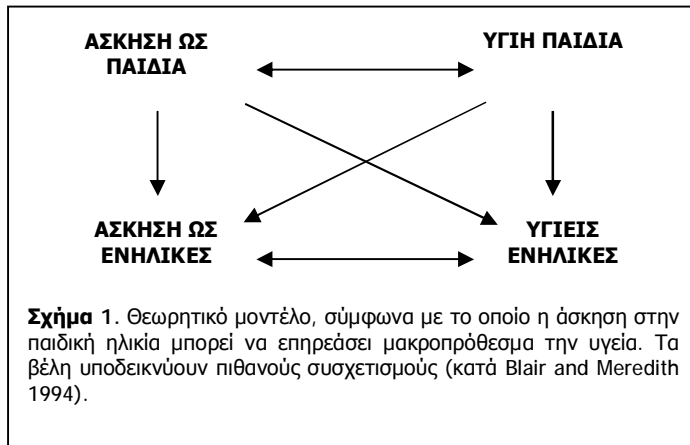 ΑΣΚΗΣΗ ΩΣ
ΠΑΙΔΙΑ
ΥΓΙΗ ΠΑΙΔΙΑ
ΑΣΚΗΣΗ ΩΣ
ΕΝΗΛΙΚΕΣ
ΥΓΙΕΙΣ
ΕΝΗΛΙΚΕΣ
Σχήμα 1. Θεωρητικό μοντέλο, σύμφωνα με το οποίο η άσκηση στην
παιδική ηλικία μπορεί να επηρεάσει μακροπρόθεσμα την υγεία. Τα
βέλη υποδεικνύουν πιθανούς συσχετισμούς (κατά Blair and Meredith
1994).